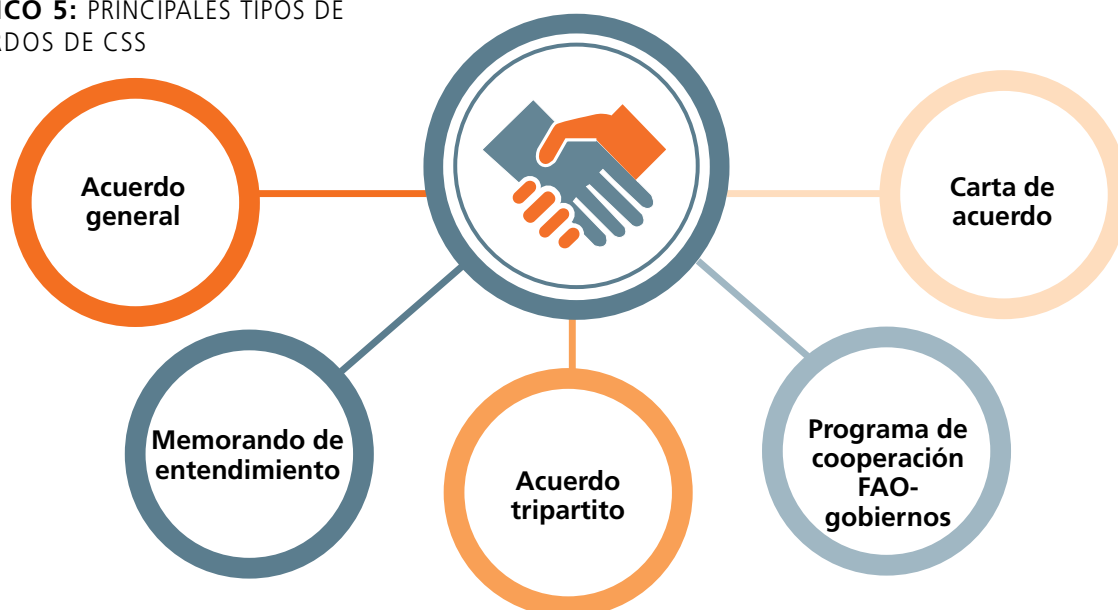 ICO 5: PRINCIPALES TIPOS DE
RDOS DE CSS
Acuerdo
general
Carta de
acuerdo
Memorando de
entendimiento
Acuerdo
tripartito
Programa de
cooperación
FAO-
gobiernos